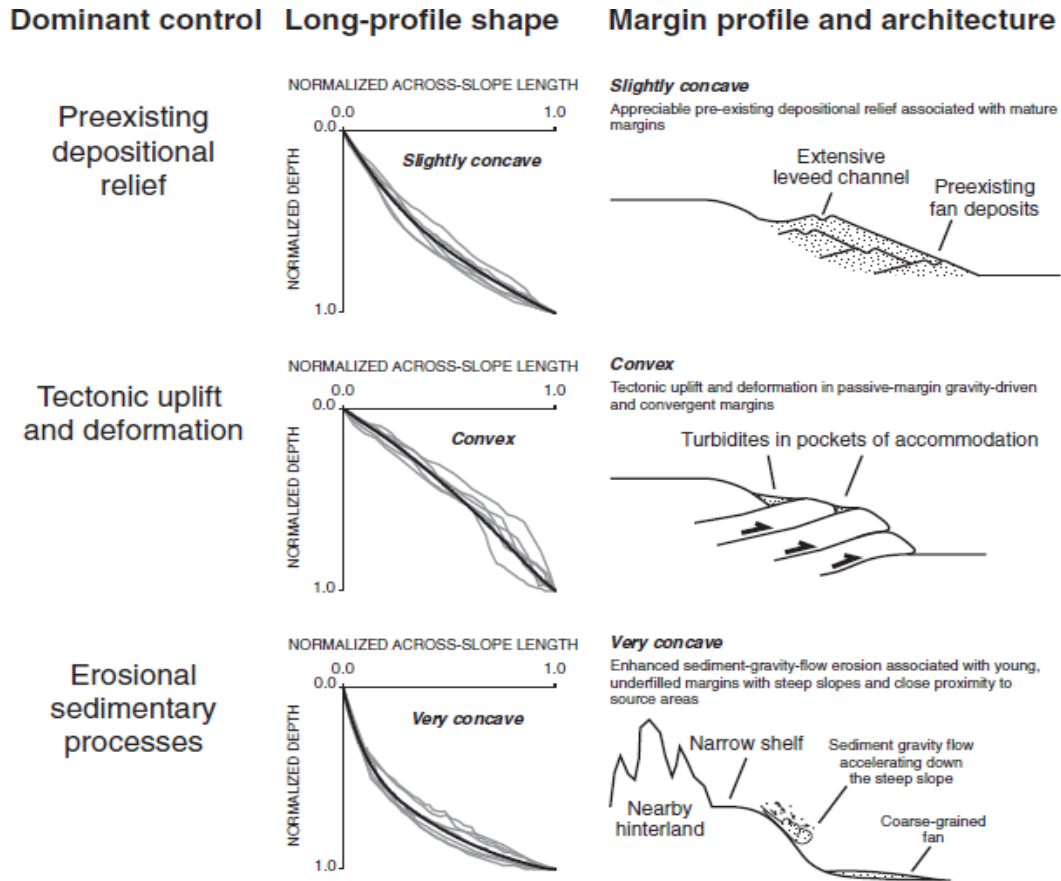 Dominant control Long-profile shape Margin profile and architecture
Preexisting
depositional
relief
NORMALIZED ACROSS-SLOPE LENGTH
0.0 1.0
0.0
NORMALIZED DEPTH
1.0
Slightly concave
Slightly concave
Appreciable pre-existing depositional relief associated with mature
margins
Extensive
leveed channel
Preexisting
fan deposits
Tectonic uplift
and deformation
NORMALIZED ACROSS-SLOPE LENGTH
0.0 1.0
0.0
NORMALIZED DEPTH
1.0
Convex
Convex
Tectonic uplift and deformation in passive-margin gravity-driven
and convergent margins
Turbidites in pockets of accommodation
Erosional
sedimentary
processes
NORMALIZED ACROSS-SLOPE LENGTH
0.0 1.0
0.0
NORMALIZED DEPTH
1.0
Very concave
Very concave
Enhanced sediment-gravity-flow erosion associated with young,
underfilled margins with steep slopes and close proximity to
source areas
Narrow shelf
Sediment gravity flow
accelerating down
the steep slope
Nearby
hinterland
Coarse-grained
fan